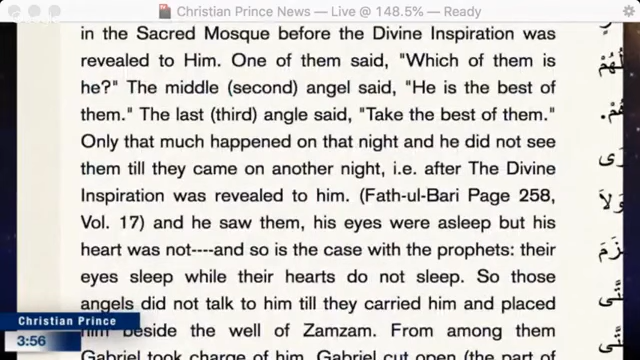 Christian Prince News — Live @ 148.5% — Ready
in the Sacred Mosque before the Divine Inspiration was
revealed to Him. One of them said, "Which of them is
he?" The middle (second) angel said, "He is the best of
them." The last (third) angle said, "Take the best of them."
Only that much happened on that night and he did not see
them till they came on another night, i.e. after The Divine
Inspiration was revealed to him. (Fath-ul-Bari Page 258,
Vol. 17) and he saw them, his eyes were asleep but his
heart was not----and so is the case with the prophets: their
eyes sleep while their hearts do not sleep. So those
angels did not talk to him till they carried him and placed
him beside the well of Zamzam. From among them
Gabriel took charge of him. Gabriel cut open (the part of
Christian Prince
3:56